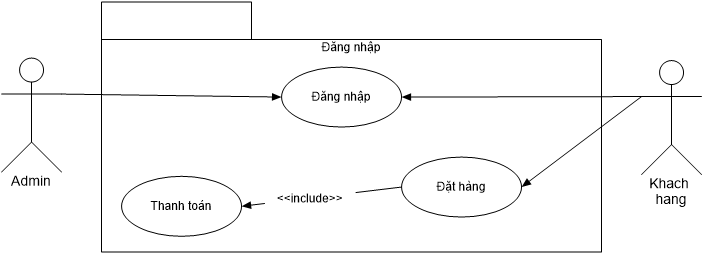 Đăng nhập
Đăng nhập
Admin
Khach
hang
Đặt hàng
<<include>>
Thanh toán